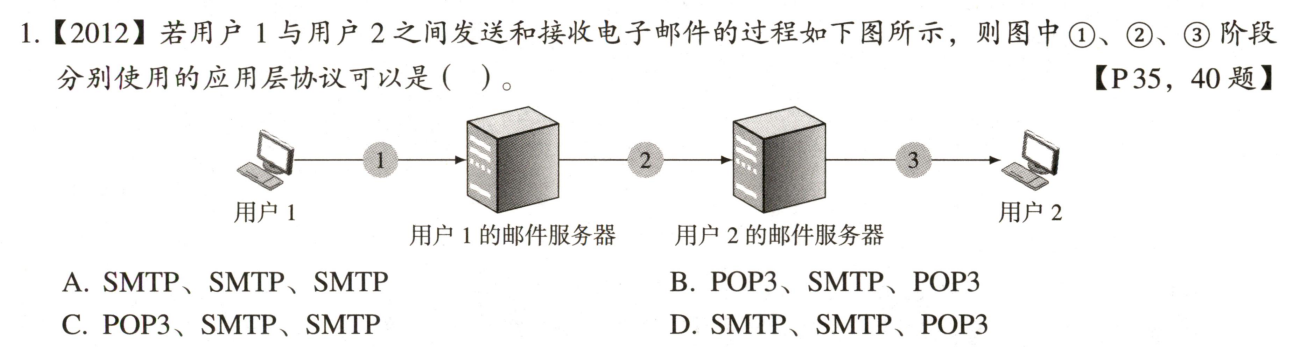 1.【2012】若用户 1 与用户 2 之间发送和接收电子邮件的过程如下图所示，则图中 ①、②、③ 阶段
分别使用的应用层协议可以是（　）。 【P35，40 题】
1 2 3
用户 1 用户 2
用户 1 的邮件服务器 用户 2 的邮件服务器
A. SMTP、SMTP、SMTP B. POP3、SMTP、POP3
C. POP3、SMTP、SMTP D. SMTP、SMTP、POP3